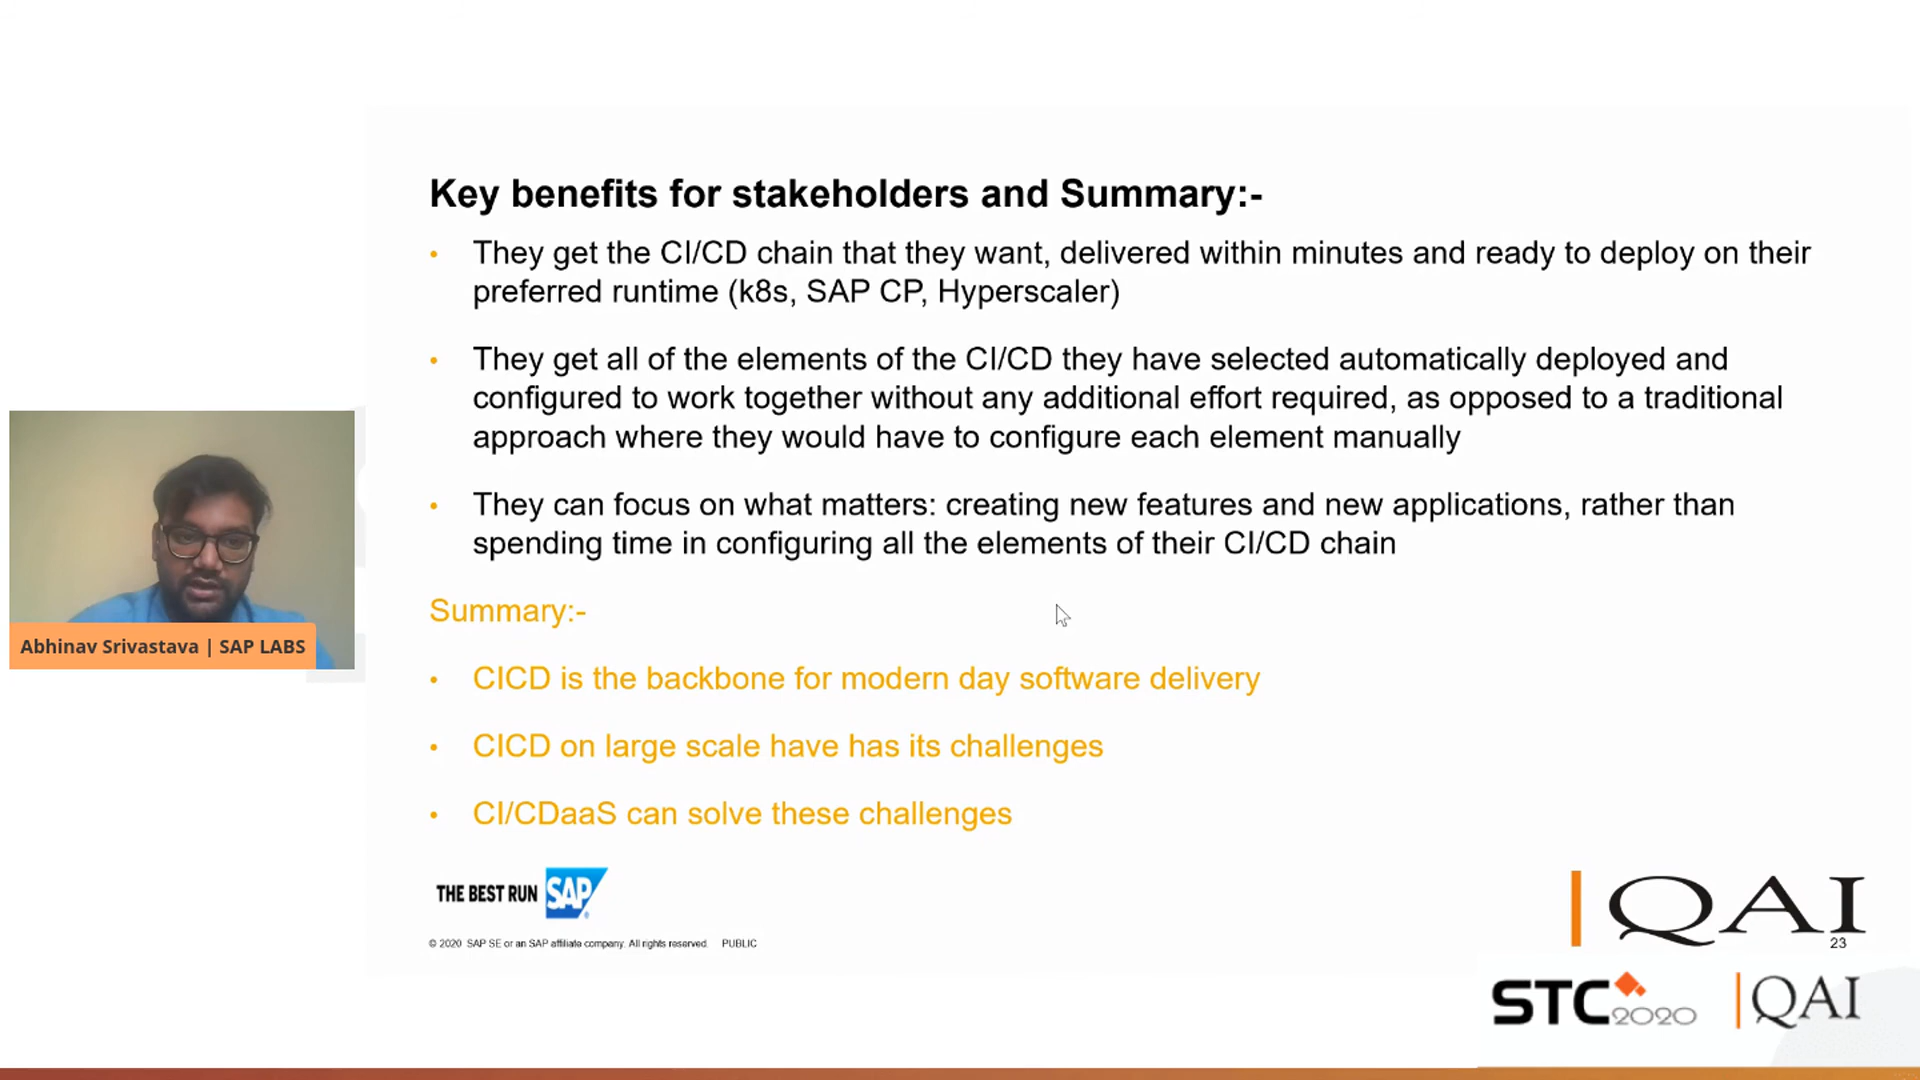 Key benefits for stakeholders and Summary:-
• They get the CI/CD chain that they want, delivered within minutes and ready to deploy on their
preferred runtime (k8s, SAP CP, Hyperscaler)
• They get all of the elements of the CI/CD they have selected automatically deployed and
configured to work together without any additional effort required, as opposed to a traditional
approach where they would have to configure each element manually
• They can focus on what matters: creating new features and new applications, rather than
spending time in configuring all the elements of their CI/CD chain
Summary:-
• CICD is the backbone for modern day software delivery
• CICD on large scale have has its challenges
• CI/CDaaS can solve these challenges
Abhinav Srivastava | SAP LABS
THE BEST RUN SAP®
© 2020 SAP SE or an SAP affiliate company. All rights reserved. PUBLIC
QAI
23
STC2020
QAI